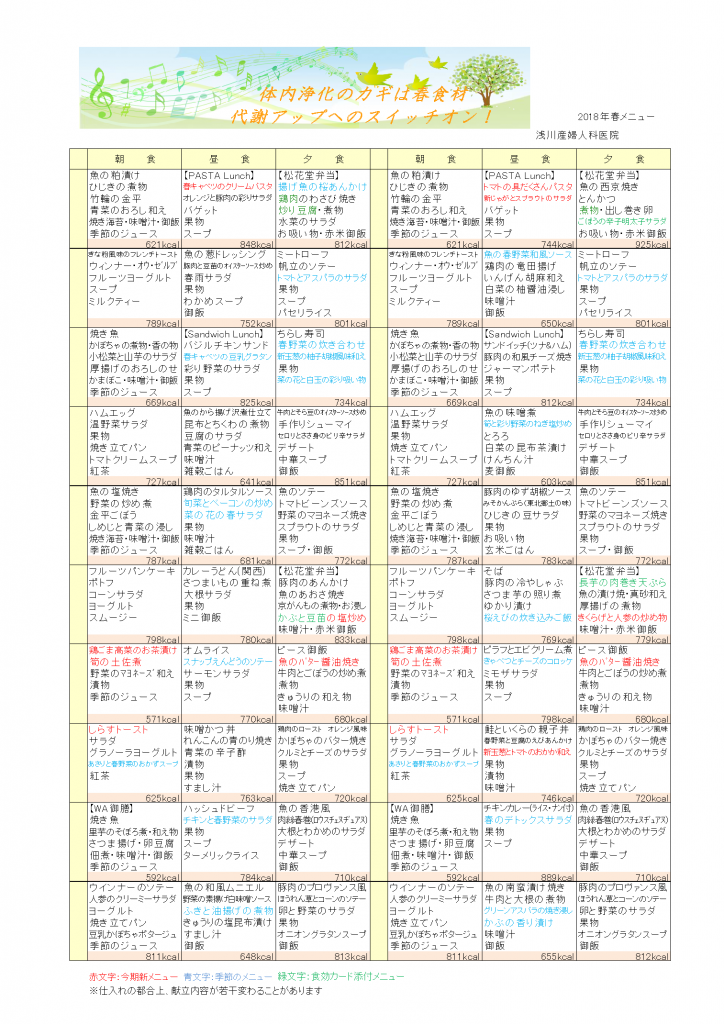 体内浄化のカギは春食材
代謝アップへのスイッチオン！
2018年春メニュー
浅川産婦人科医院
朝 食 昼 食 夕 食 朝 食 昼 食 夕 食
魚の粕漬け 【PASTA Lunch】 【松花堂弁当】 魚の粕漬け 【PASTA Lunch】 【松花堂弁当】
ひじきの煮物 春キャベツのクリームパスタ 揚げ魚の桜あんかけ ひじきの煮物 トマトの具だくさんパスタ 魚の西京焼き
竹輪の金平 オレンジと豚肉の彩りサラダ 鶏肉のわさび焼き 竹輪の金平 新じゃがとスプラウトのサラダ とんかつ
青菜のおろし和え バゲット 炒り豆腐・煮物 青菜のおろし和え バゲット 煮物・出し巻き卵
焼き海苔・味噌汁・御飯 果物 水菜のサラダ 焼き海苔・味噌汁・御飯 果物 ごぼうの辛子明太子サラダ
季節のジュース スープ お吸い物・赤米御飯 季節のジュース スープ お吸い物・赤米御飯
621kcal 848kcal 812kcal 621kcal 744kcal 925kcal
きな粉風味のフレンチトースト 魚の葱ドレッシング ミートローフ きな粉風味のフレンチトースト 魚の春野菜和風ソース ミートローフ
ウィンナー・オウ・ゼルブ 豚肉と豆苗のオイスターソース炒め 帆立のソテー ウィンナー・オウ・ゼルブ 鶏肉の竜田揚げ 帆立のソテー
フルーツヨーグルト 春雨サラダ トマトとアスパラのサラダ フルーツヨーグルト いんげん胡麻和え トマトとアスパラのサラダ
スープ 果物 果物 スープ 白菜の柚醤油浸し 果物
ミルクティー わかめスープ スープ ミルクティー 味噌汁 スープ
御飯 パセリライス 御飯 パセリライス
789kcal 752kcal 801kcal 789kcal 650kcal 801kcal
焼き魚 【Sandwich Lunch】 ちらし寿司 焼き魚 【Sandwich Lunch】 ちらし寿司
かぼちゃの煮物・香の物 バジルチキンサンド 春野菜の炊き合わせ かぼちゃの煮物・香の物 サンドイッチ(ツナ&ハム) 春野菜の炊き合わせ
小松菜と山芋のサラダ 春キャベツの豆乳グラタン 新玉葱の柚子胡椒風味和え 小松菜と山芋のサラダ 豚肉の和風チーズ焼き 新玉葱の柚子胡椒風味和え
厚揚げのおろしのせ 彩り野菜のサラダ 果物 厚揚げのおろしのせ ジャーマンポテト 果物
かまぼこ・味噌汁・御飯 果物 菜の花と白玉の彩り吸い物 かまぼこ・味噌汁・御飯 果物 菜の花と白玉の彩り吸い物
季節のジュース スープ 季節のジュース スープ
669kcal 825kcal 734kcal 669kcal 812kcal 734kcal
ハムエッグ 魚のから揚げ沢煮仕立て 牛肉とそら豆のオイスターソース炒め ハムエッグ 魚の味噌煮 牛肉とそら豆のオイスターソース炒め
温野菜サラダ 昆布とちくわの煮物 手作りシューマイ 温野菜サラダ 筍と彩り野菜のねぎ塩炒め 手作りシューマイ
果物 豆腐のサラダ セロリとささ身のピリ辛サラダ 果物 とろろ セロリとささ身のピリ辛サラダ
焼き立てパン 青菜のピーナッツ和え デザート 焼き立てパン 白菜の昆布茶漬け デザート
トマトクリームスープ 味噌汁 中華スープ トマトクリームスープ けんちん汁 中華スープ
紅茶 雑穀ごはん 御飯 紅茶 麦御飯 御飯
727kcal 641kcal 851kcal 727kcal 603kcal 851kcal
魚の塩焼き 鶏肉のタルタルソース 魚のソテー 魚の塩焼き 豚肉のゆず胡椒ソース 魚のソテー
野菜の炒め煮 旬菜とベーコンの炒め トマトビーンズソース 野菜の炒め煮 みそかんぷら(東北郷土の味) トマトビーンズソース
金平ごぼう 菜の花の春サラダ 野菜のマヨネーズ焼き 金平ごぼう ひじきの豆サラダ 野菜のマヨネーズ焼き
しめじと青菜の浸し 果物 スプラウトのサラダ しめじと青菜の浸し 果物 スプラウトのサラダ
焼き海苔・味噌汁・御飯 味噌汁 果物 焼き海苔・味噌汁・御飯 お吸い物 果物
季節のジュース 雑穀ごはん スープ・御飯 季節のジュース 玄米ごはん スープ・御飯
787kcal 681kcal 772kcal 787kcal 783kcal 772kcal
フルーツパンケーキ カレーうどん(関西) 【松花堂弁当】 フルーツパンケーキ そば 【松花堂弁当】
ポトフ さつまいもの重ね煮 豚肉のあんかけ ポトフ 豚肉の冷やしゃぶ 長芋の肉巻き天ぷら
コーンサラダ 大根サラダ 魚のあおさ焼き コーンサラダ さつま芋の照り煮 魚の漬け焼・真砂和え
ヨーグルト 果物 京がんもの煮物・お浸し ヨーグルト ゆかり漬け 厚揚げの煮物
スムージー ミニ御飯 かぶと豆苗の塩炒め スムージー 桜えびの炊き込みご飯 きくらげと人参の炒め物
味噌汁・赤米御飯 味噌汁・赤米御飯
798kcal 780kcal 833kcal 798kcal 769kcal 779kcal
鶏ごま高菜のお茶漬け オムライス ピース御飯 鶏ごま高菜のお茶漬け ピラフとエビクリーム煮 ピース御飯
筍の土佐煮 スナップえんどうのソテー 魚のバター醤油焼き 筍の土佐煮 きゃべつとチーズのコロッケ 魚のバター醤油焼き
野菜のマヨネーズ和え サーモンサラダ 牛肉とごぼうの炒め煮 野菜のマヨネーズ和え ミモザサラダ 牛肉とごぼうの炒め煮
漬物 果物 煮物 漬物 果物 煮物
季節のジュース スープ きゅうりの和え物 季節のジュース スープ きゅうりの和え物
味噌汁 味噌汁
571kcal 770kcal 680kcal 571kcal 798kcal 680kcal
しらすトースト 味噌かつ丼 鶏肉のロースト オレンジ風味 しらすトースト 鮭といくらの親子丼 鶏肉のロースト オレンジ風味
サラダ れんこんの青のり焼き かぼちゃのバター焼き サラダ 春野菜と豆腐のえびあんかけ かぼちゃのバター焼き
グラノーラヨーグルト 青菜の辛子酢 クルミとチーズのサラダ グラノーラヨーグルト 新玉葱とトマトのおかか和え クルミとチーズのサラダ
あさりと春野菜のおかずスープ 漬物 果物 あさりと春野菜のおかずスープ 果物 果物
紅茶 果物 スープ 紅茶 漬物 スープ
すまし汁 焼き立てパン 味噌汁 焼き立てパン
625kcal 763kcal 720kcal 625kcal 746kcal 720kcal
【WA御膳】 ハッシュドビーフ 魚の香港風 【WA御膳】 チキンカレー(ライス・ナン付) 魚の香港風
焼き魚 チキンと春野菜のサラダ 肉絲春巻(ロウスチュヌチュアヌ) 焼き魚 春のデトックスサラダ 肉絲春巻(ロウスチュヌチュアヌ)
里芋のそぼろ煮・和え物 果物 大根とわかめのサラダ 里芋のそぼろ煮・和え物 果物 大根とわかめのサラダ
さつま揚げ・卵豆腐 スープ デザート さつま揚げ・卵豆腐 スープ デザート
佃煮・味噌汁・御飯 ターメリックライス 中華スープ 佃煮・味噌汁・御飯 中華スープ
季節のジュース 御飯 季節のジュース 御飯
592kcal 784kcal 710kcal 592kcal 889kcal 710kcal
ウインナーのソテー 魚の和風ムニエル 豚肉のプロヴァンス風 ウインナーのソテー 魚の南蛮漬け焼き 豚肉のプロヴァンス風
人参のクリーミーサラダ 野菜の素揚げ白味噌ソース ほうれん草とコーンのソテー 人参のクリーミーサラダ 牛肉と大根の煮物 ほうれん草とコーンのソテー
ヨーグルト ふきと油揚げの煮物 卵と野菜のサラダ ヨーグルト グリーンアスパラの焼き浸し 卵と野菜のサラダ
果物 きゅうりの塩昆布漬け 果物 果物 かぶの香り漬け 果物
焼き立てパン すまし汁 オニオングランタンスープ 焼き立てパン 味噌汁 オニオングランタンスープ
豆乳かぼちゃポタージュ 御飯 御飯 豆乳かぼちゃポタージュ 御飯 御飯
811kcal 648kcal 813kcal 811kcal 655kcal 812kcal
赤文字:今期新メニュー 青文字:季節のメニュー 緑文字:食効カード添付メニュー
※仕入れの都合上、献立内容が若干変わることがあります